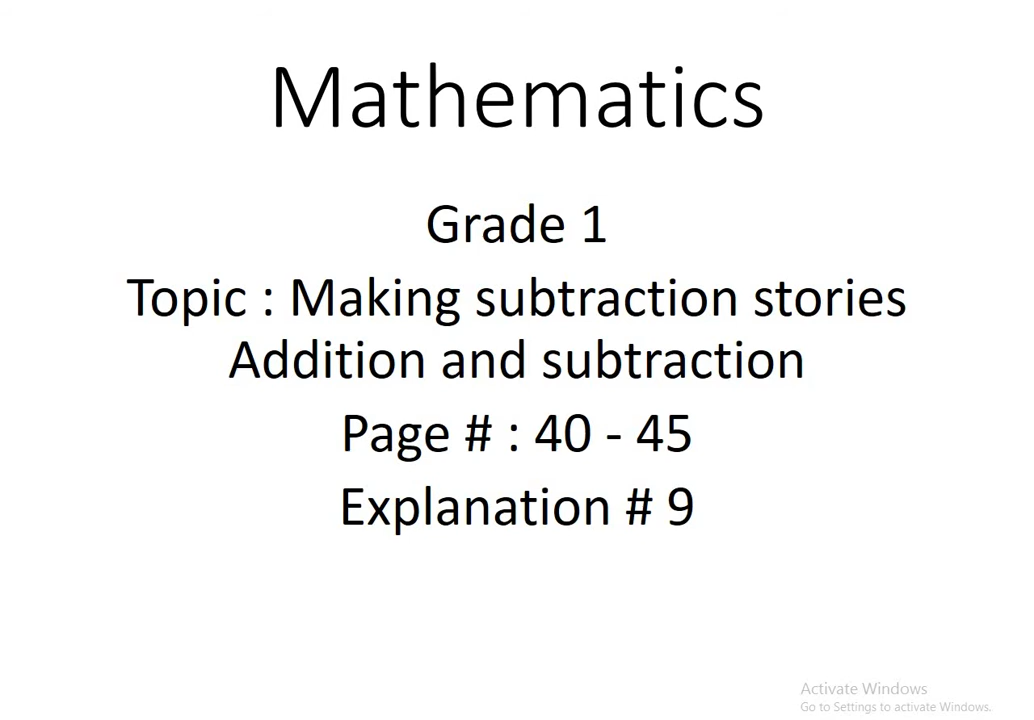 Mathematics
Grade 1
Topic : Making subtraction stories
Addition and subtraction
Page # : 40 - 45
Explanation # 9
Activate Windows
Go to Settings to activate Windows.